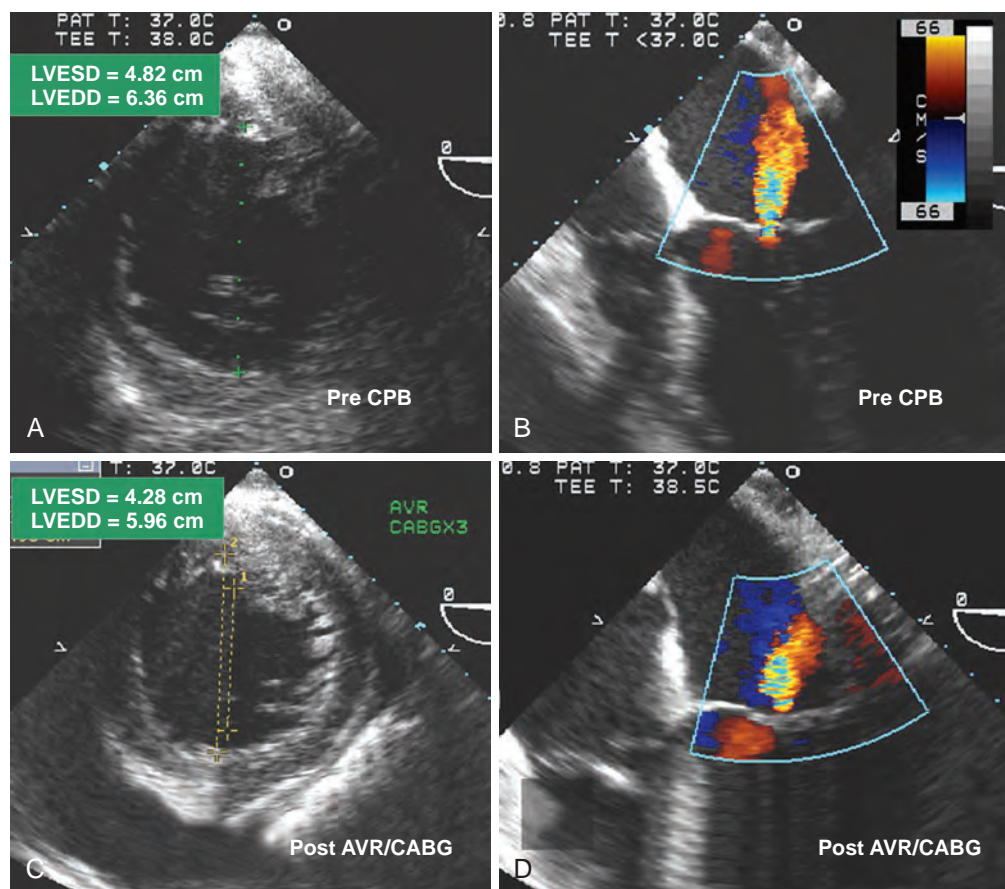 PAT T: 37.0C
TEE T: 38.0C
LVESD = 4.82 cm
LVEDD = 6.36 cm
0
Pre CPB
A
0.8 PAT T: 37.0C
TEE T <37.0C
66
CM/S
66
Pre CPB
B
T: 37.0C
LVESD = 4.28 cm
LVEDD = 5.96 cm
AVR
CABGX3
2
1
0
Post AVR/CABG
C
0.8 PAT T: 37.0C
TEE T: 38.5C
0
Post AVR/CABG
D